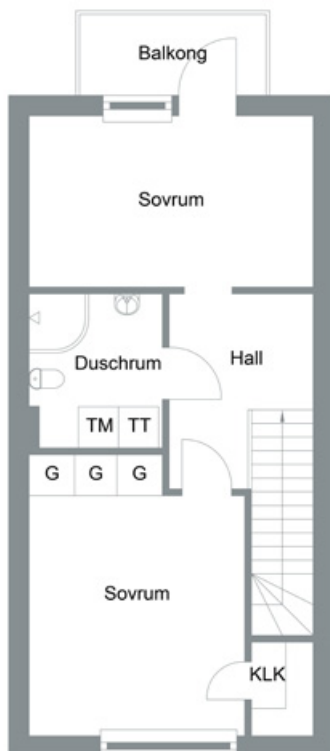 Balkong
Sovrum
Duschrum
Hall
TM TT
G G G
Sovrum
KLK